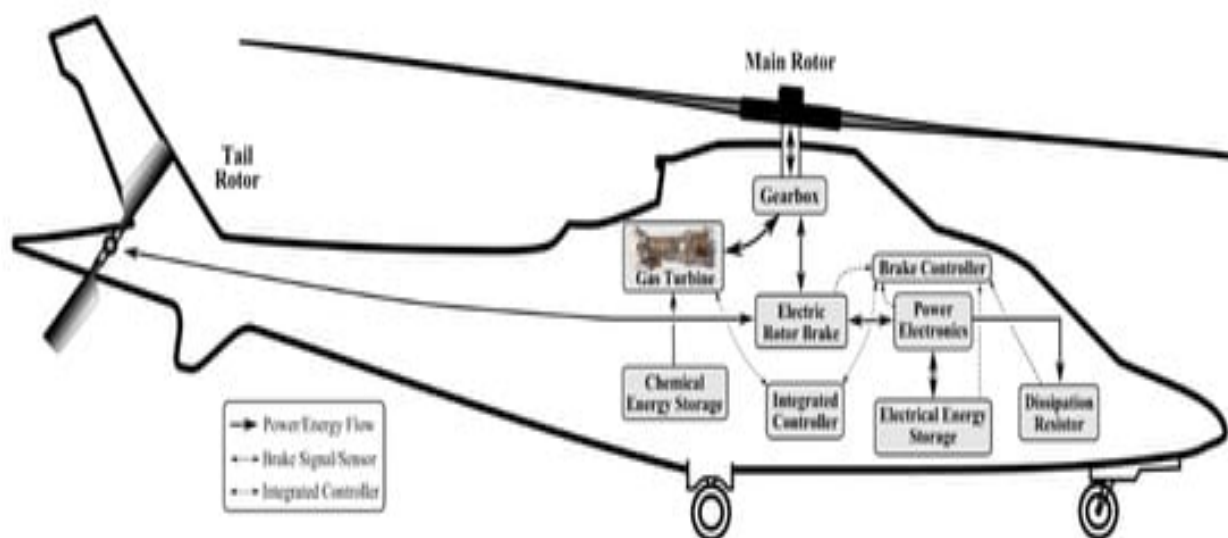 Main Rotor
Tail
Rotor
Gearbox
Gas Turbine
Brake Controller
Electric
Rotor Brake
Power
Electronics
Chemical
Energy Storage
Integrated
Controller
Electrical Energy
Storage
Dissipation
Resistor
Power/Energy Flow
Brake Signal/Sensor
Integrated Controller